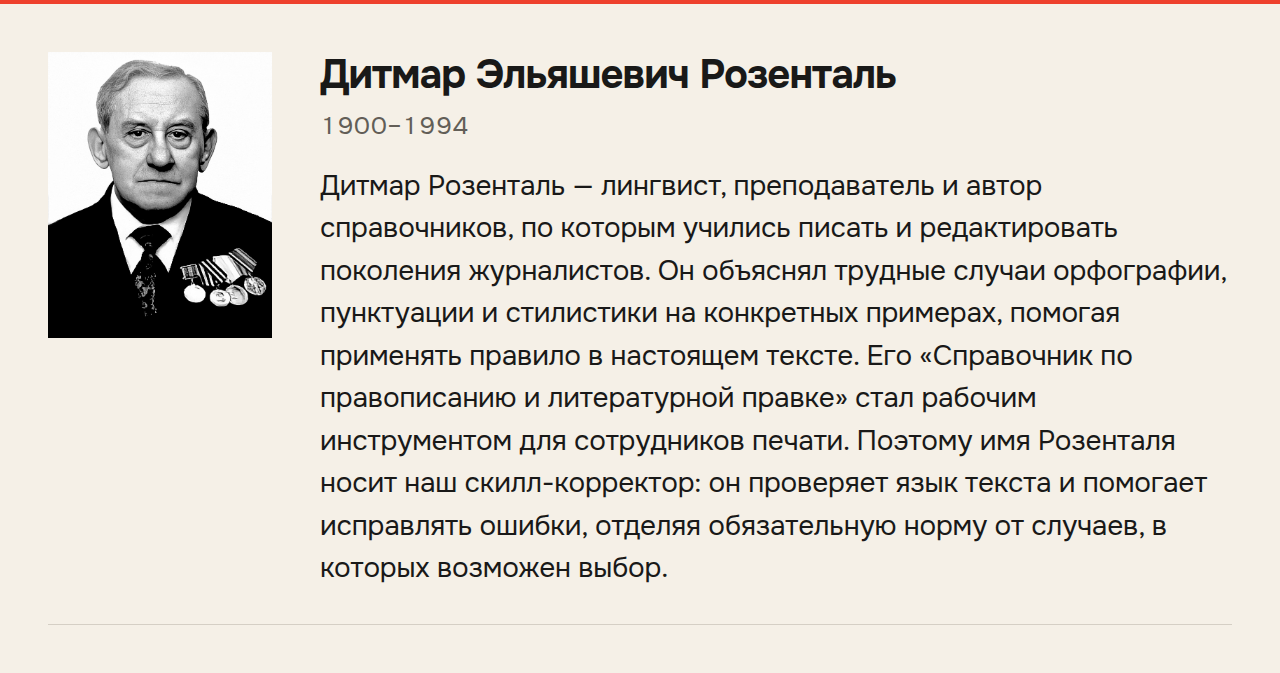 Дитмар Эльяшевич Розенталь
1900–1994
Дитмар Розенталь — лингвист, преподаватель и автор
справочников, по которым учились писать и редактировать
поколения журналистов. Он объяснял трудные случаи орфографии,
пунктуации и стилистики на конкретных примерах, помогая
применять правило в настоящем тексте. Его «Справочник по
правописанию и литературной правке» стал рабочим
инструментом для сотрудников печати. Поэтому имя Розенталя
носит наш скилл-корректор: он проверяет язык текста и помогает
исправлять ошибки, отделяя обязательную норму от случаев, в
которых возможен выбор.